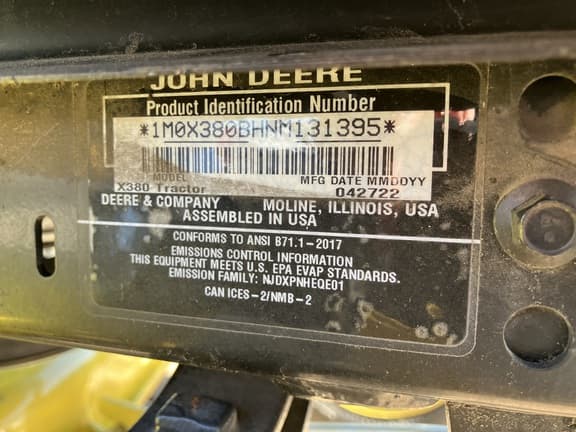 JOHN DEERE
Product Identification Number
*1M0X380BHNM131395*
MODEL
MFG DATE MMDDYY
X380 Tractor
042722
DEERE & COMPANY MOLINE, ILLINOIS, USA
ASSEMBLED IN USA
CONFORMS TO ANSI B71.1-2017
EMISSIONS CONTROL INFORMATION
THIS EQUIPMENT MEETS U.S. EPA EVAP STANDARDS.
EMISSION FAMILY: NJDXPNHEQE01
CAN ICES-2/NMB-2